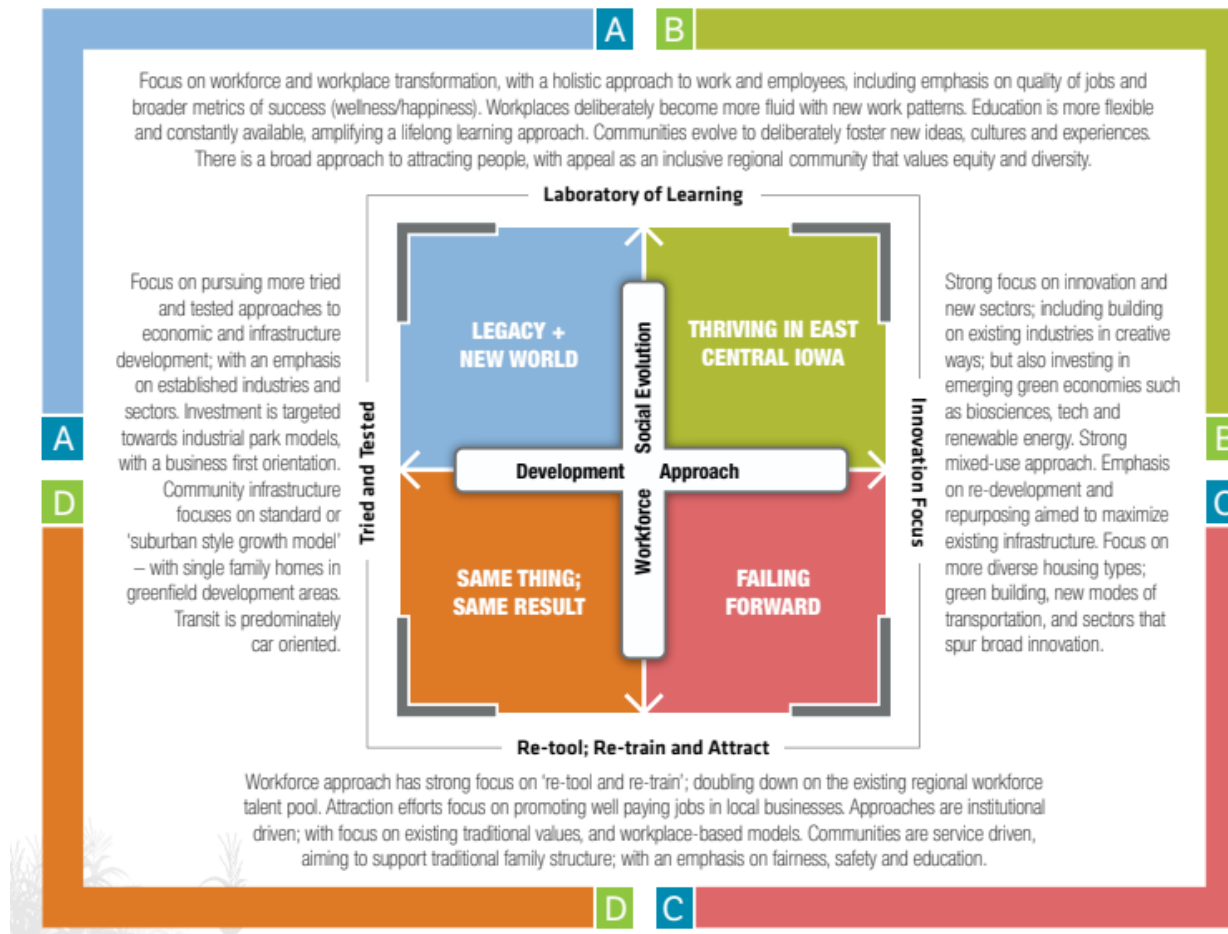 A B
Focus on workforce and workplace transformation, with a holistic approach to work and employees, including emphasis on quality of jobs and
broader metrics of success (wellness/happiness). Workplaces deliberately become more fluid with new work patterns. Education is more flexible
and constantly available, amplifying a lifelong learning approach. Communities evolve to deliberately foster new ideas, cultures and experiences.
There is a broad approach to attracting people, with appeal as an inclusive regional community that values equity and diversity.
Laboratory of Learning
Focus on pursuing more tried
and tested approaches to
economic and infrastructure
development; with an emphasis
on established industries and
sectors. Investment is targeted
towards industrial park models,
with a business first orientation.
Community infrastructure
focuses on standard or
‘suburban style growth model’
– with single family homes in
greenfield development areas.
Transit is predominately
car oriented.
A
D
Tried and Tested
LEGACY +
NEW WORLD
THRIVING IN EAST
CENTRAL IOWA
Workforce Social Evolution
Development Approach
SAME THING;
SAME RESULT
FAILING
FORWARD
Innovation Focus
Strong focus on innovation and
new sectors; including building
on existing industries in creative
ways; but also investing in
emerging green economies such
as biosciences, tech and
renewable energy. Strong
mixed-use approach. Emphasis
on re-development and
repurposing aimed to maximize
existing infrastructure. Focus on
more diverse housing types;
green building, new modes of
transportation, and sectors that
spur broad innovation.
B
C
Re-tool; Re-train and Attract
Workforce approach has strong focus on ‘re-tool and re-train’; doubling down on the existing regional workforce
talent pool. Attraction efforts focus on promoting well paying jobs in local businesses. Approaches are institutional
driven; with focus on existing traditional values, and workplace-based models. Communities are service driven,
aiming to support traditional family structure; with an emphasis on fairness, safety and education.
D C